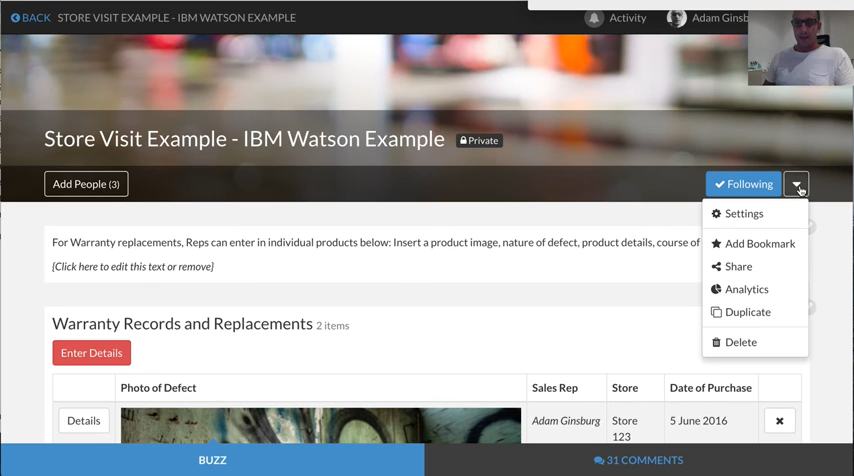 BACK STORE VISIT EXAMPLE - IBM WATSON EXAMPLE
Activity
Adam Ginsb
Store Visit Example - IBM Watson Example
Private
Add People (3)
Following
Settings
Add Bookmark
Share
Analytics
Duplicate
Delete
For Warranty replacements, Reps can enter in individual products below: Insert a product image, nature of defect, product details, course of
{Click here to edit this text or remove}
Warranty Records and Replacements 2 items
Enter Details
Photo of Defect Sales Rep Store Date of Purchase
Details Adam Ginsburg Store 5 June 2016
123
BUZZ
31 COMMENTS